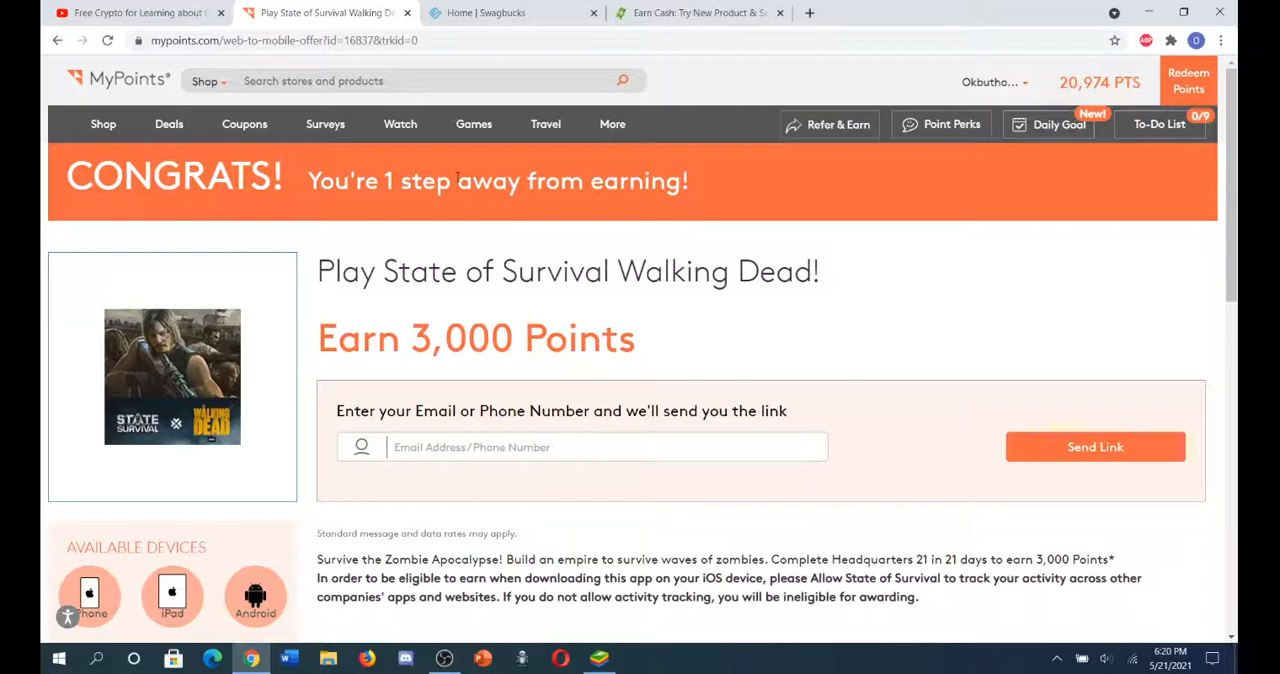 Free Crypto for Learning about C
Play State of Survival Walking De
Home | Swagbucks
Earn Cash: Try New Product & Se
mypoints.com/web-to-mobile-offer?id=16837&trkid=0
ABP
O
MyPoints®
Shop
Search stores and products
Okbutho...
20,974 PTS
Redeem
Points
Shop
Deals
Coupons
Surveys
Watch
Games
Travel
More
Refer & Earn
Point Perks
Daily Goal
New!
To-Do List
0/9
CONGRATS! You're 1 step away from earning!
Play State of Survival Walking Dead!
Earn 3,000 Points
Enter your Email or Phone Number and we'll send you the link
Email Address/Phone Number
Send Link
STATE
SURVIVAL
WALKING
DEAD
AVAILABLE DEVICES
iPad
Android
Standard message and data rates may apply.
Survive the Zombie Apocalypse! Build an empire to survive waves of zombies. Complete Headquarters 21 in 21 days to earn 3,000 Points*
In order to be eligible to earn when downloading this app on your iOS device, please Allow State of Survival to track your activity across other
companies' apps and websites. If you do not allow activity tracking, you will be ineligible for awarding.
6:20 PM
5/21/2021